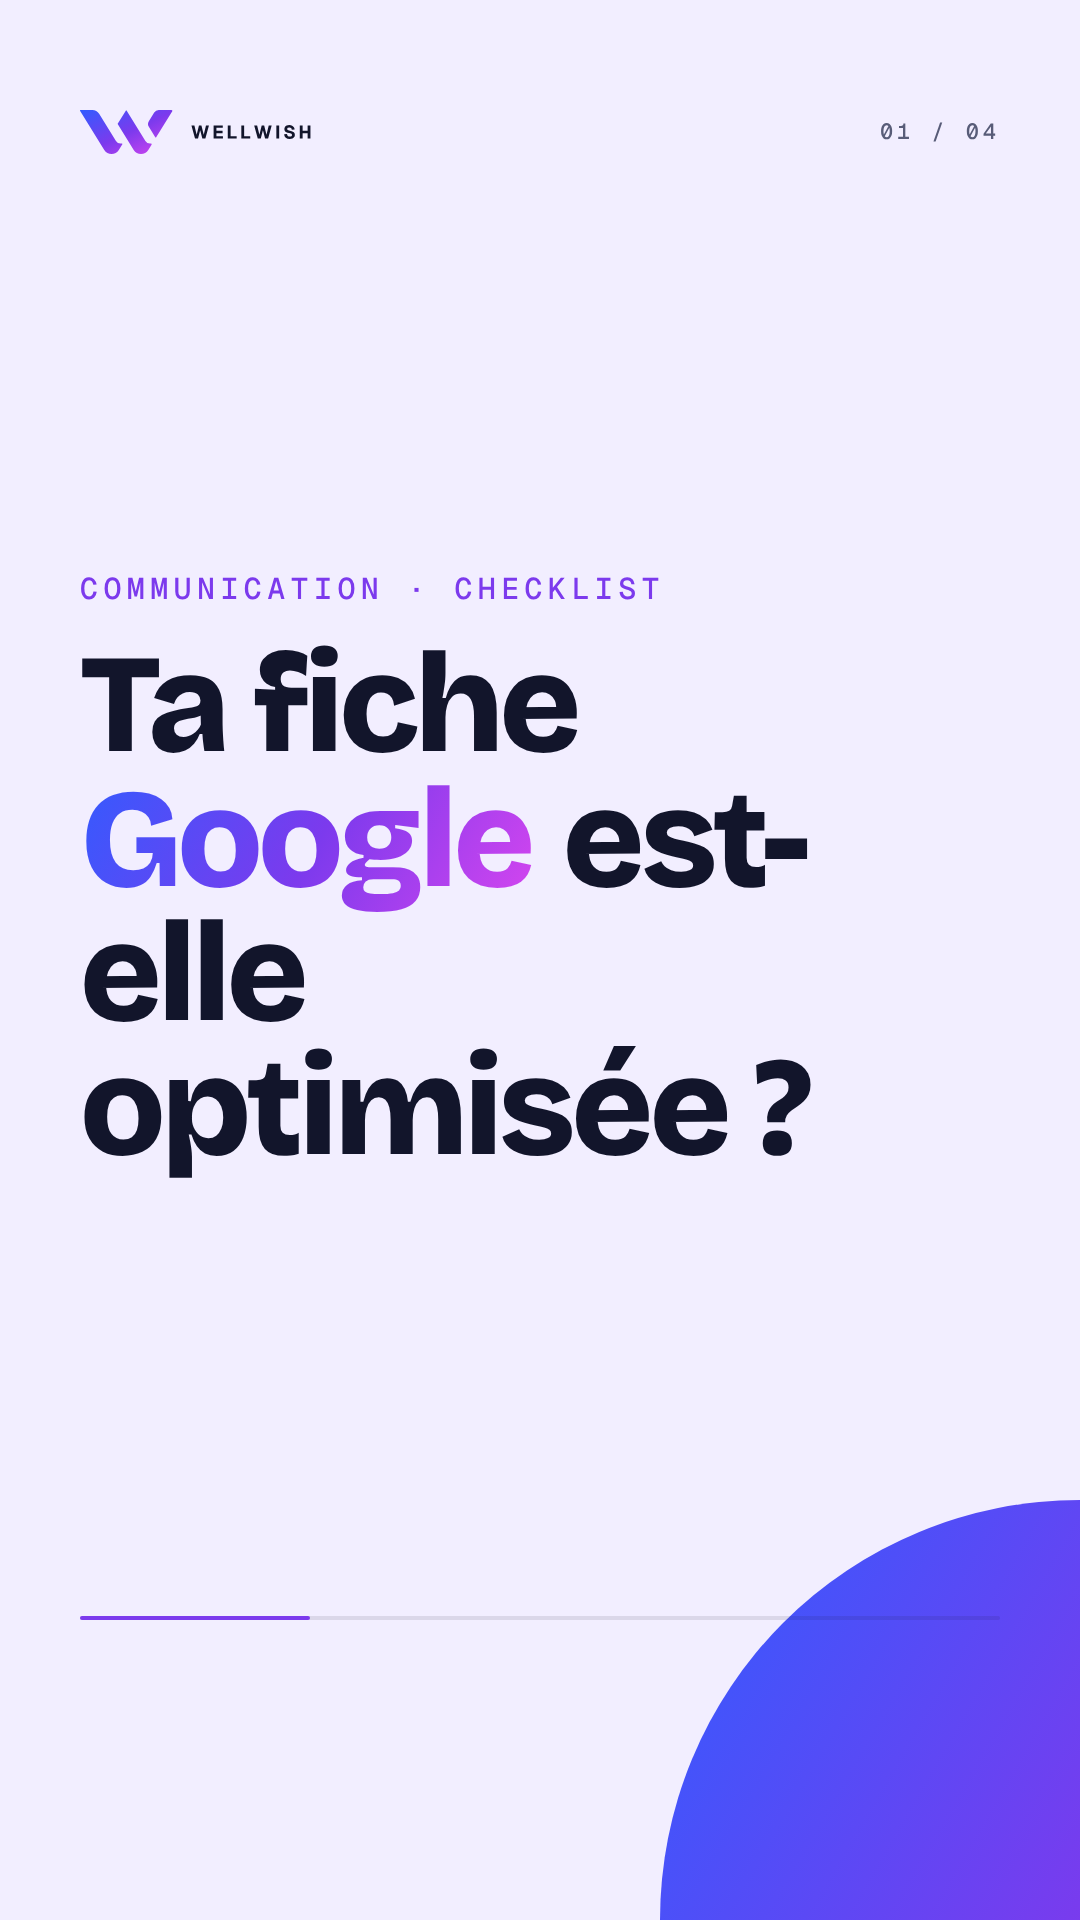 WELLWISH
01 / 04
COMMUNICATION · CHECKLIST
Ta fiche
Google est-
elle
optimisée ?